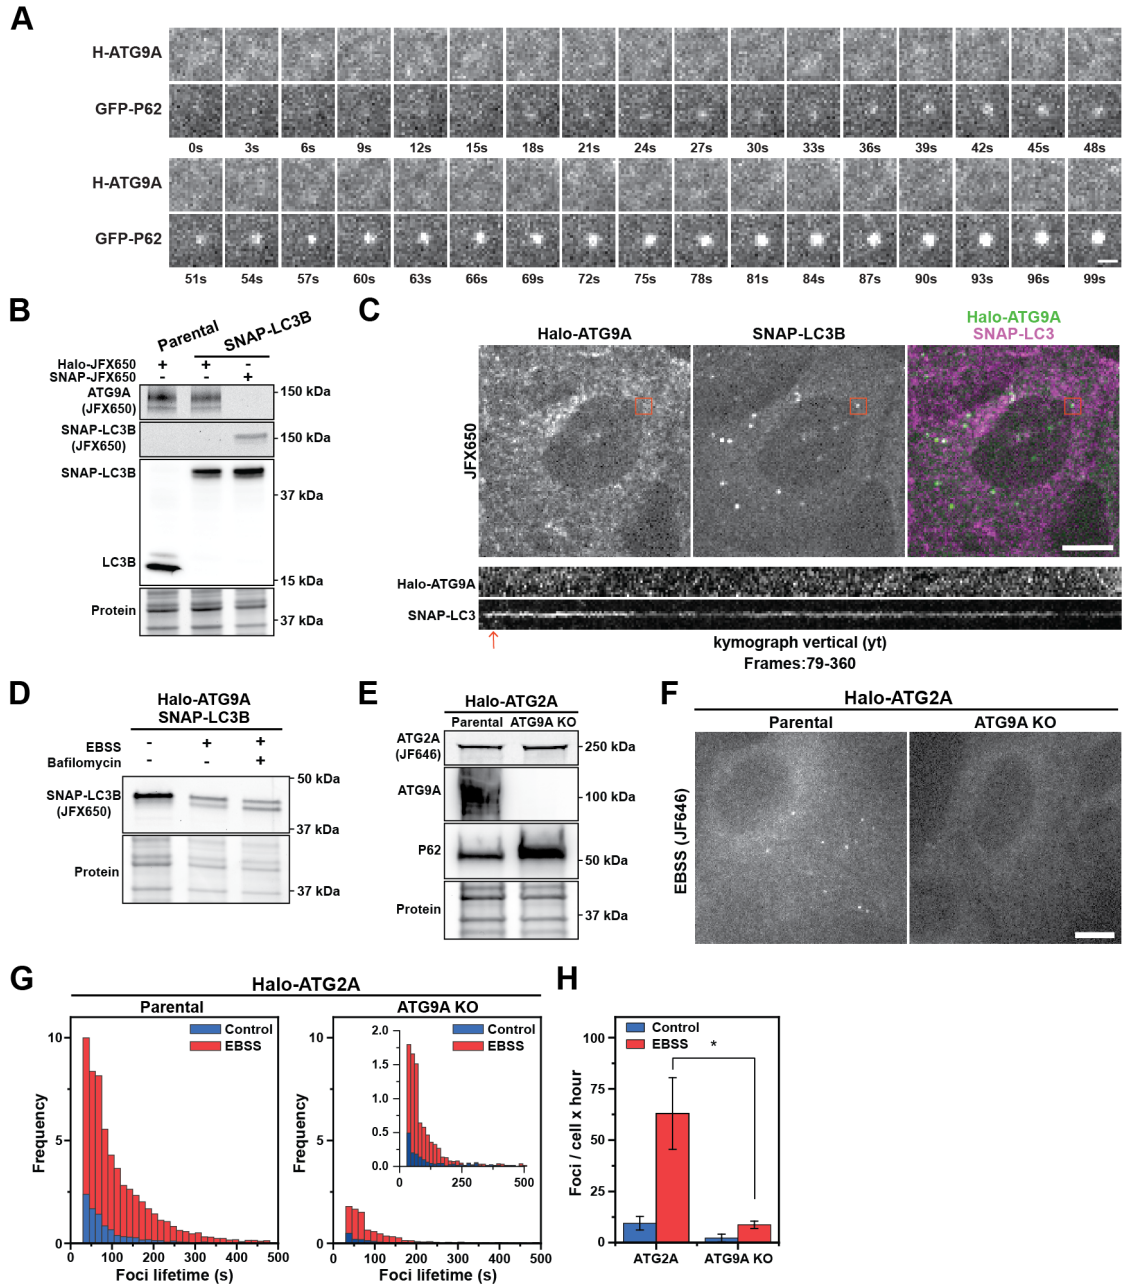 A
H-ATG9A
GFP-P62
0s 3s 6s 9s 12s 15s 18s 21s 24s 27s 30s 33s 36s 39s 42s 45s 48s
H-ATG9A
GFP-P62
51s 54s 57s 60s 63s 66s 69s 72s 75s 78s 81s 84s 87s 90s 93s 96s 99s
B
Parental SNAP-LC3B
Halo-JFX650 + + -
SNAP-JFX650 - - +
ATG9A
(JFX650)
150 kDa
SNAP-LC3B
(JFX650)
150 kDa
SNAP-LC3B
37 kDa
LC3B
15 kDa
Protein
37 kDa
C
Halo-ATG9A SNAP-LC3B
Halo-ATG9A
SNAP-LC3
JFX650
Halo-ATG9A
SNAP-LC3
kymograph vertical (yt)
Frames:79-360
D
Halo-ATG9A
SNAP-LC3B
EBSS - + +
Bafilomycin - - +
50 kDa
SNAP-LC3B
(JFX650)
37 kDa
Protein
37 kDa
E
Halo-ATG2A
Parental ATG9A KO
ATG2A
(JF646)
250 kDa
ATG9A
100 kDa
P62
50 kDa
Protein
37 kDa
F
Halo-ATG2A
Parental ATG9A KO
EBSS (JF646)
G
Halo-ATG2A
Parental ATG9A KO
Control
EBSS
Frequency
10
5
0
0 100 200 300 400 500
Foci lifetime (s)
Control
EBSS
2.0
1.5
1.0
0.5
0.0
0 250 500
Frequency
10
5
0
0 100 200 300 400 500
Foci lifetime (s)
H
Control
EBSS
*
Foci / cell x hour
100
75
50
25
0
ATG2A ATG9A KO